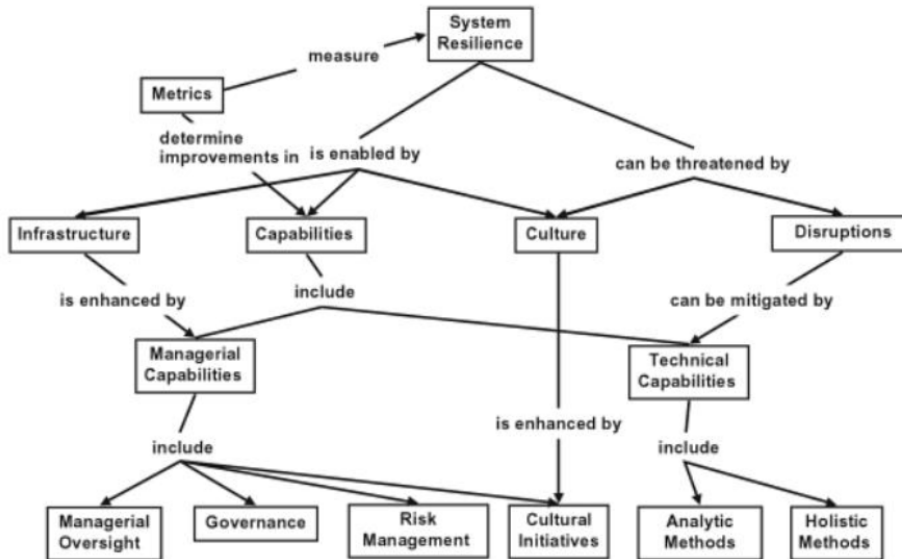 System
Resilience
measure
Metrics
determine
improvements in
is enabled by
can be threatened by
Infrastructure
Capabilities
Culture
Disruptions
is enhanced by
include
can be mitigated by
Managerial
Capabilities
Technical
Capabilities
is enhanced by
include
include
Managerial
Oversight
Governance
Risk
Management
Cultural
Initiatives
Analytic
Methods
Holistic
Methods